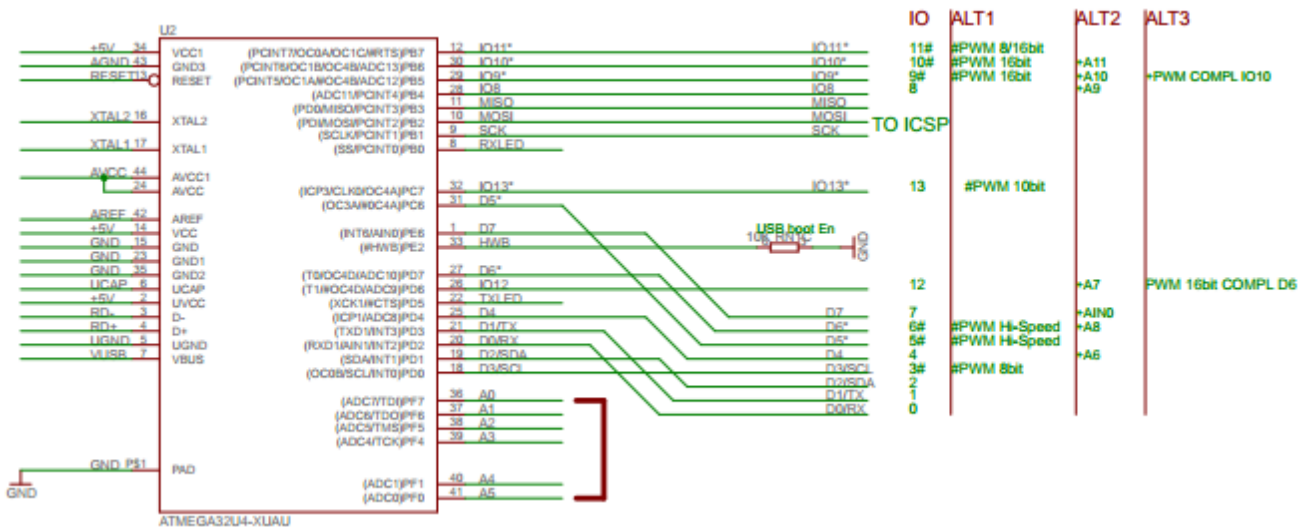 IO ALT1 ALT2 ALT3
U2
+5V 34 VCC1 (PCINT7/OC0A/OC1C/#RTS)PB7 12 IO11* IO11* 11# #PWM 8/16bit
AGND 43 GND3 (PCINT6/OC1B/OC4B/ADC13)PB6 30 IO10* IO10* 10# #PWM 16bit +A11
RESET 13 RESET (PCINT5/OC1A/#OC4B/ADC12)PB5 29 IO9* IO9* 9# #PWM 16bit +A10 +PWM COMPL IO10
(ADC11/PCINT4)PB4 28 IO8 IO8 8 +A9
(PD0/MISO/PCINT3)PB3 11 MISO MISO
XTAL2 16 XTAL2 (PDI/MOSI/PCINT2)PB2 10 MOSI MOSI TO ICSP
(SCLK/PCINT1)PB1 9 SCK SCK
XTAL1 17 XTAL1 (SS/PCINT0)PB0 8 RXLED
AVCC 44 AVCC1
24 AVCC (ICP3/CLK0/OC4A)PC7 32 IO13* IO13* 13 #PWM 10bit
(OC3A/#OC4A)PC6 31 D5*
AREF 42 AREF
+5V 14 VCC (INT6/AIN0)PE6 1 D7 USB boot En
GND 15 GND (#HWB)PE2 33 HWB 10K RN1C GND
GND 23 GND1
GND 35 GND2 (T0/OC4D/ADC10)PD7 27 D6*
UCAP 6 UCAP (T1/#OC4D/ADC9)PD6 26 IO12 12 +A7 PWM 16bit COMPL D6
+5V 2 UVCC (XCK1/#CTS)PD5 22 TXLED
RD- 3 D- (ICP1/ADC8)PD4 25 D4 D7 7 +AIN0
RD+ 4 D+ (TXD1/INT3)PD3 21 D1/TX D6* 6# #PWM Hi-Speed +A8
UGND 5 UGND (RXD1/AIN1/INT2)PD2 20 D0/RX D5* 5# #PWM Hi-Speed
VUSB 7 VBUS (SDA/INT1)PD1 19 D2/SDA D4 4 +A6
(OC0B/SCL/INT0)PD0 18 D3/SCL D3/SCL 3# #PWM 8bit
D2/SDA 2
(ADC7/TDI)PF7 36 A0 D1/TX 1
(ADC6/TDO)PF6 37 A1 D0/RX 0
(ADC5/TMS)PF5 38 A2
(ADC4/TCK)PF4 39 A3
GND P$1 PAD
GND (ADC1)PF1 40 A4
(ADC0)PF0 41 A5
ATMEGA32U4-XUAU